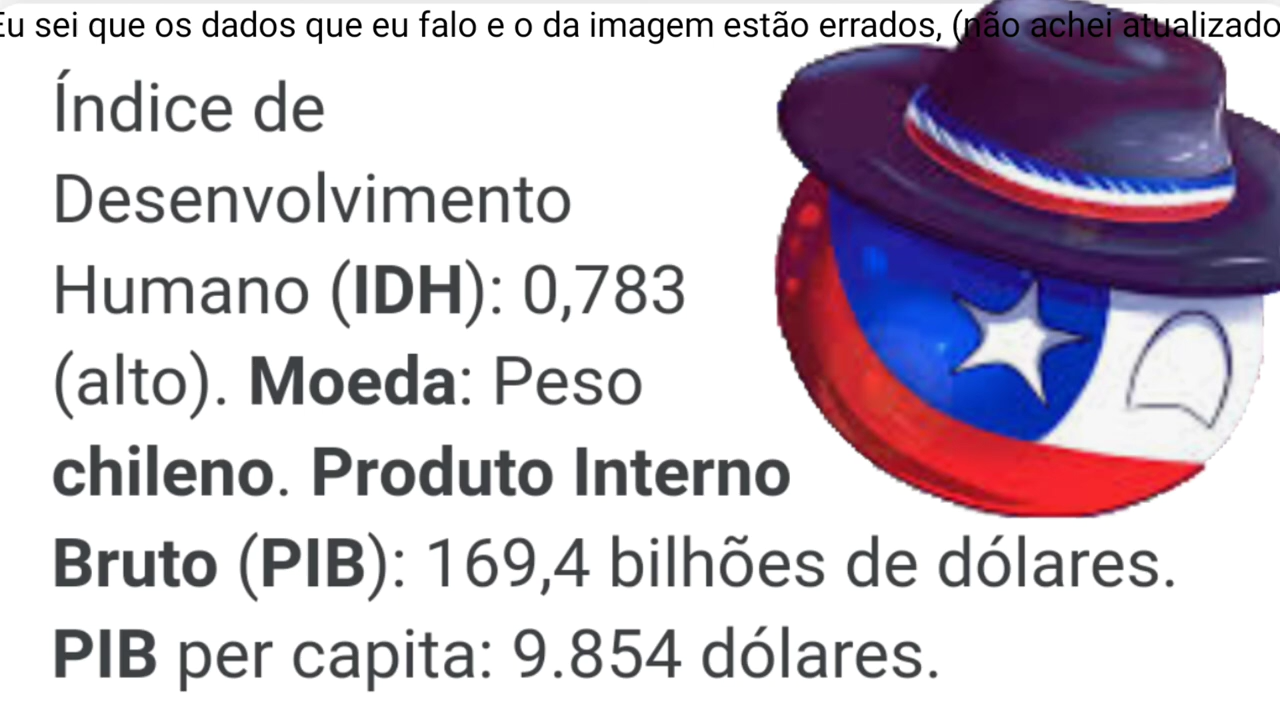 Eu sei que os dados que eu falo e o da imagem estão errados, (não achei atualizado
Índice de
Desenvolvimento
Humano (IDH): 0,783
(alto). Moeda: Peso
chileno. Produto Interno
Bruto (PIB): 169,4 bilhões de dólares.
PIB per capita: 9.854 dólares.